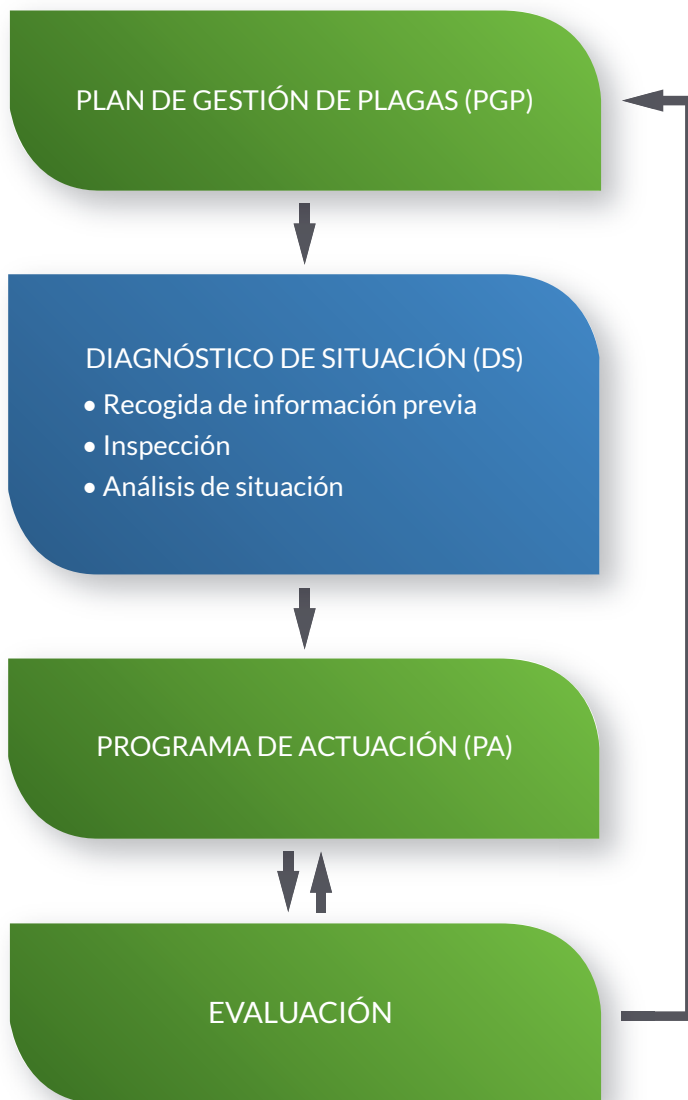 PLAN DE GESTIÓN DE PLAGAS (PGP)
DIAGNÓSTICO DE SITUACIÓN (DS)
• Recogida de información previa
• Inspección
• Análisis de situación
PROGRAMA DE ACTUACIÓN (PA)
EVALUACIÓN